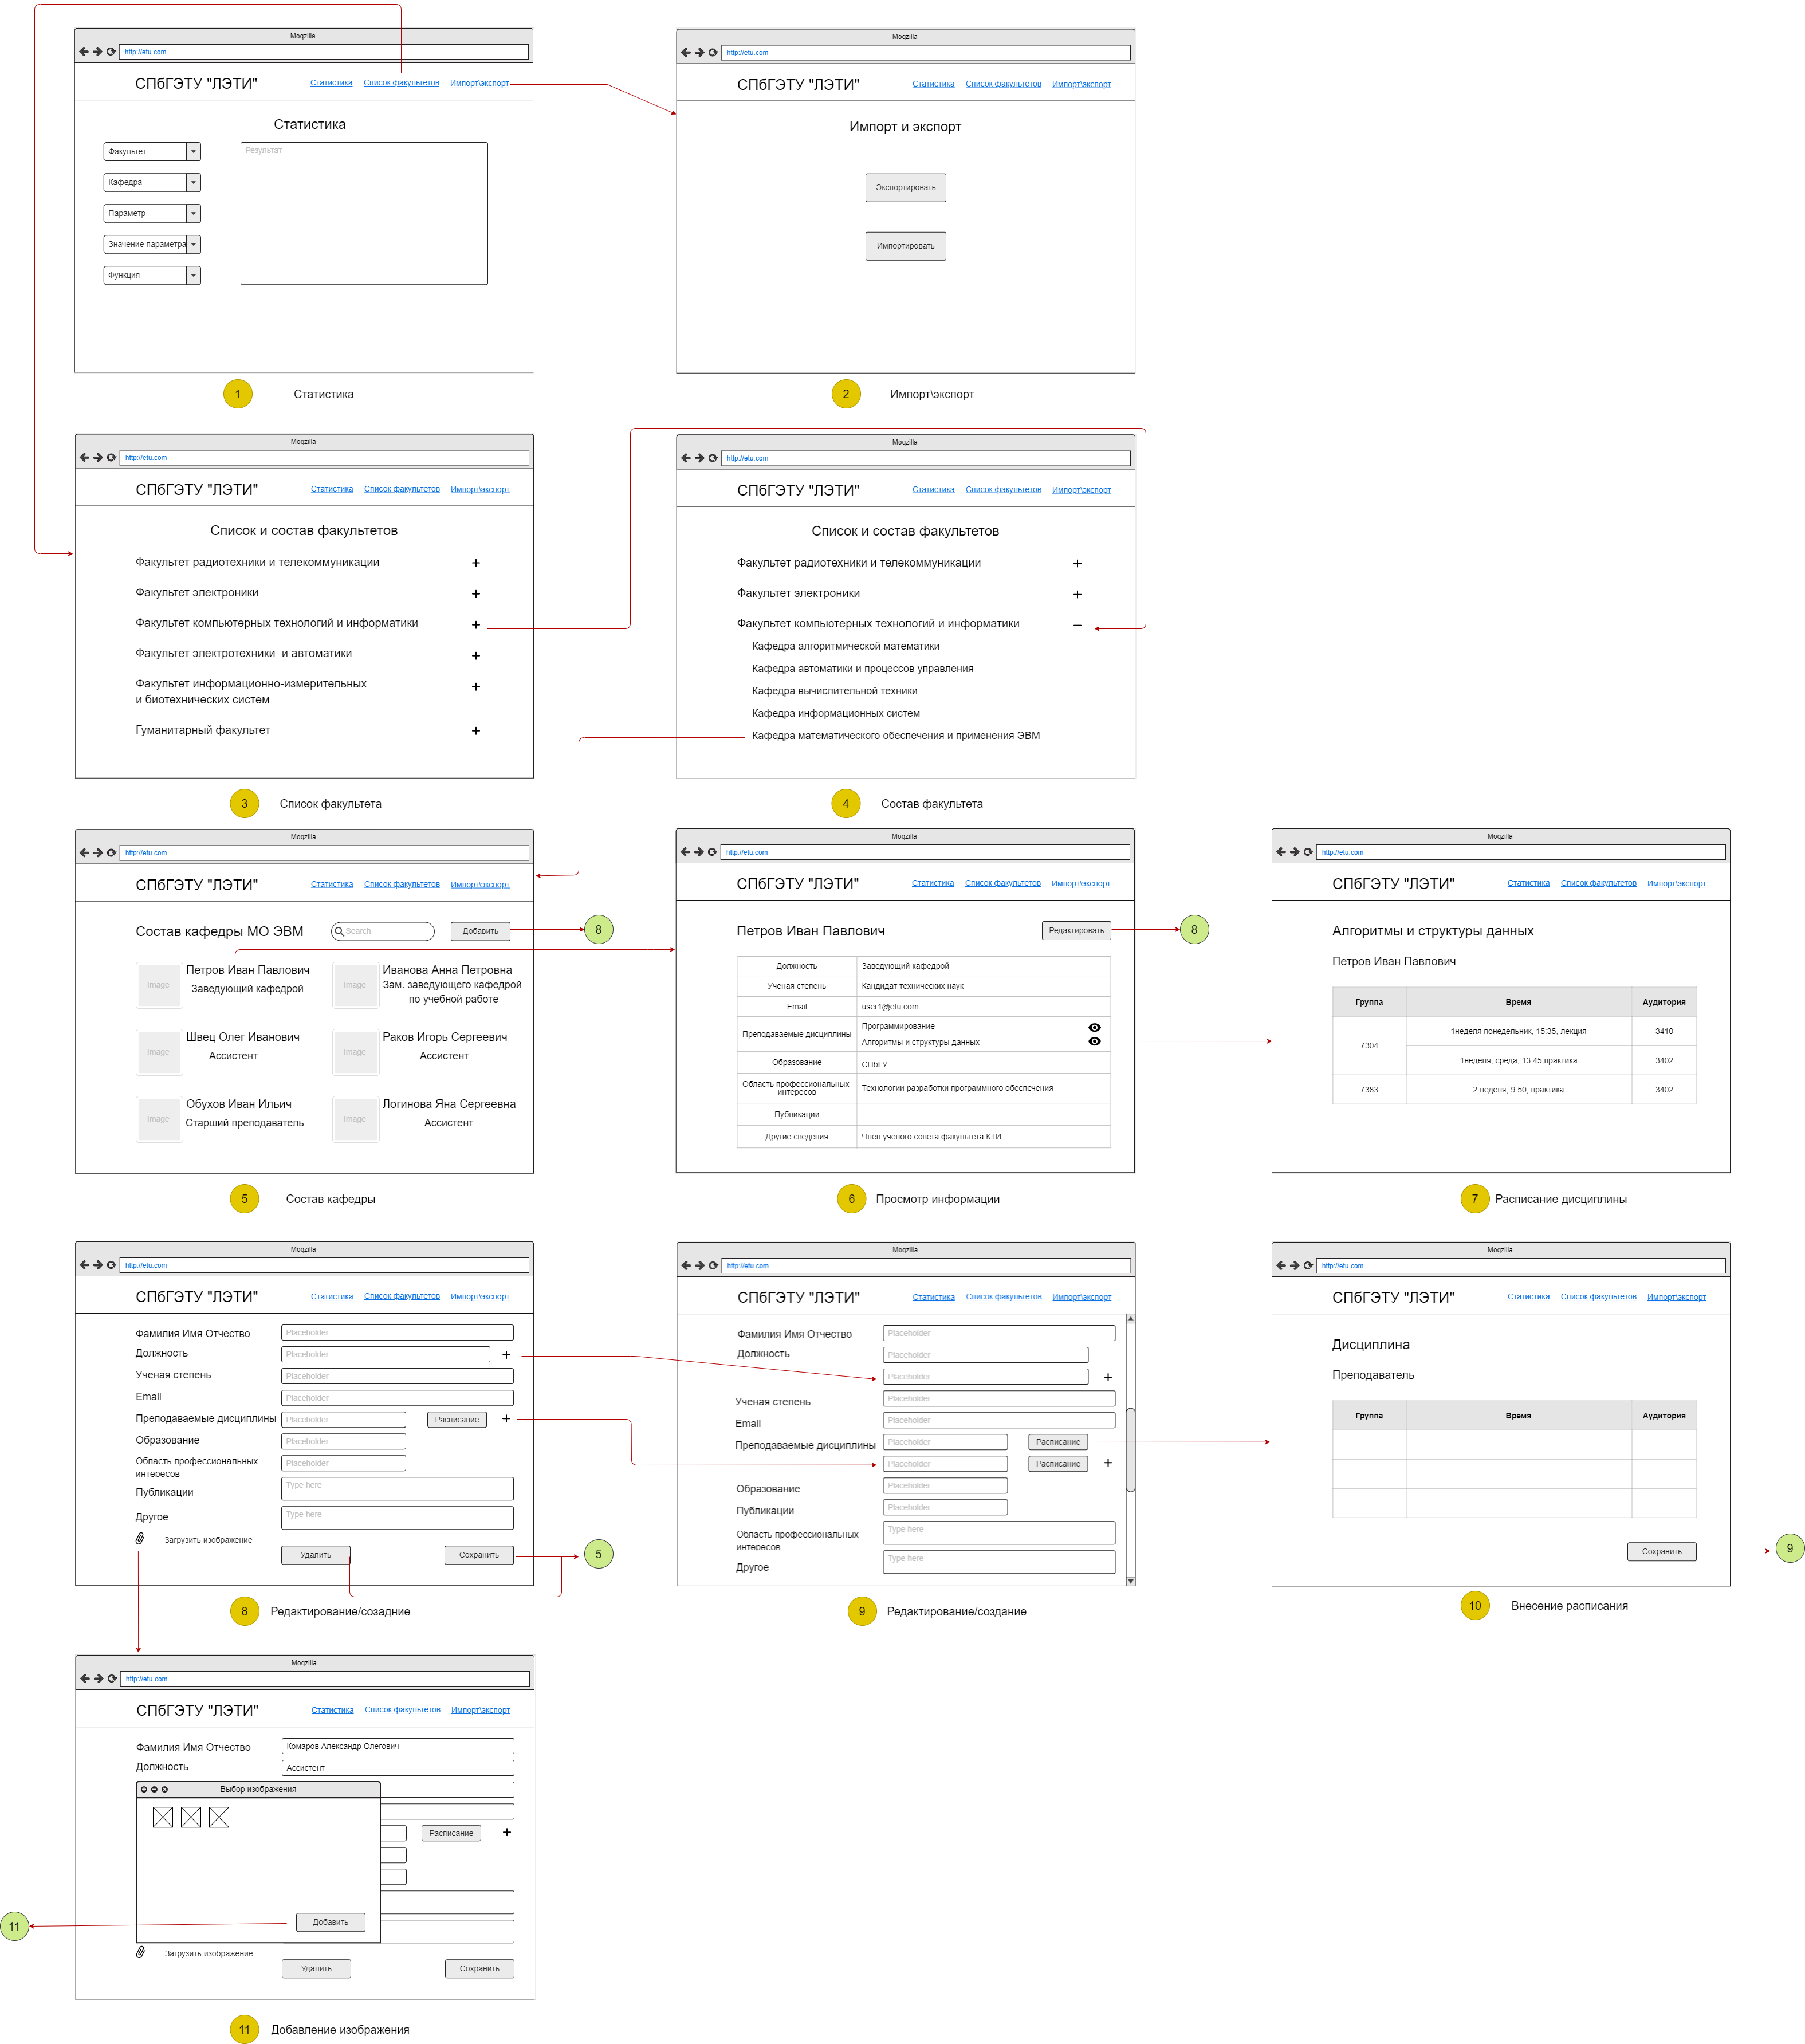 Moqzilla
http://etu.com
СПбГЭТУ "ЛЭТИ"
Статистика Список факультетов Импорт\экспорт
Статистика
Факультет
Кафедра
Параметр
Значение параметра
Функция
Результат
1 Статистика
Moqzilla
http://etu.com
СПбГЭТУ "ЛЭТИ"
Статистика Список факультетов Импорт\экспорт
Импорт и экспорт
Экспортировать
Импортировать
2 Импорт\экспорт
Moqzilla
http://etu.com
СПбГЭТУ "ЛЭТИ"
Статистика Список факультетов Импорт\экспорт
Список и состав факультетов
Факультет радиотехники и телекоммуникации +
Факультет электроники +
Факультет компьютерных технологий и информатики +
Факультет электротехники и автоматики +
Факультет информационно-измерительных +
и биотехнических систем
Гуманитарный факультет +
3 Список факультета
Moqzilla
http://etu.com
СПбГЭТУ "ЛЭТИ"
Статистика Список факультетов Импорт\экспорт
Список и состав факультетов
Факультет радиотехники и телекоммуникации +
Факультет электроники +
Факультет компьютерных технологий и информатики −
Кафедра алгоритмической математики
Кафедра автоматики и процессов управления
Кафедра вычислительной техники
Кафедра информационных систем
Кафедра математического обеспечения и применения ЭВМ
4 Состав факультета
Moqzilla
http://etu.com
СПбГЭТУ "ЛЭТИ"
Статистика Список факультетов Импорт\экспорт
Состав кафедры МО ЭВМ Search Добавить 8
Image Петров Иван Павлович
Заведующий кафедрой
Image Иванова Анна Петровна
Зам. заведующего кафедрой
по учебной работе
Image Швец Олег Иванович
Ассистент
Image Раков Игорь Сергеевич
Ассистент
Image Обухов Иван Ильич
Старший преподаватель
Image Логинова Яна Сергеевна
Ассистент
5 Состав кафедры
Moqzilla
http://etu.com
СПбГЭТУ "ЛЭТИ"
Статистика Список факультетов Импорт\экспорт
Петров Иван Павлович Редактировать 8
Должность Заведующий кафедрой
Ученая степень Кандидат технических наук
Email user1@etu.com
Преподаваемые дисциплины Программирование
Алгоритмы и структуры данных
Образование СПбГУ
Область профессиональных
интересов Технологии разработки программного обеспечения
Публикации
Другие сведения Член ученого совета факультета КТИ
6 Просмотр информации
Moqzilla
http://etu.com
СПбГЭТУ "ЛЭТИ"
Статистика Список факультетов Импорт\экспорт
Алгоритмы и структуры данных
Петров Иван Павлович
Группа Время Аудитория
7304 1неделя понедельник, 15:35, лекция 3410
1неделя, среда, 13:45,практика 3402
7383 2 неделя, 9:50, практика 3402
7 Расписание дисциплины
Moqzilla
http://etu.com
СПбГЭТУ "ЛЭТИ"
Статистика Список факультетов Импорт\экспорт
Фамилия Имя Отчество Placeholder
Должность Placeholder +
Ученая степень Placeholder
Email Placeholder
Преподаваемые дисциплины Placeholder Расписание +
Образование Placeholder
Область профессиональных
интересов Placeholder
Публикации Type here
Другое Type here
Загрузить изображение
Удалить Сохранить 5
8 Редактирование/созадние
Moqzilla
http://etu.com
СПбГЭТУ "ЛЭТИ"
Статистика Список факультетов Импорт\экспорт
Фамилия Имя Отчество Placeholder
Должность Placeholder
Placeholder +
Ученая степень Placeholder
Email Placeholder
Преподаваемые дисциплины Placeholder Расписание
Placeholder Расписание +
Образование Placeholder
Публикации Placeholder
Область профессиональных
интересов Type here
Другое Type here
9 Редактирование/создание
Moqzilla
http://etu.com
СПбГЭТУ "ЛЭТИ"
Статистика Список факультетов Импорт\экспорт
Дисциплина
Преподаватель
Группа Время Аудитория
Сохранить 9
10 Внесение расписания
Moqzilla
http://etu.com
СПбГЭТУ "ЛЭТИ"
Статистика Список факультетов Импорт\экспорт
Фамилия Имя Отчество Комаров Александр Олегович
Должность Ассистент
Выбор изображения
Расписание +
Добавить
11
Загрузить изображение
Удалить Сохранить
11 Добавление изображения